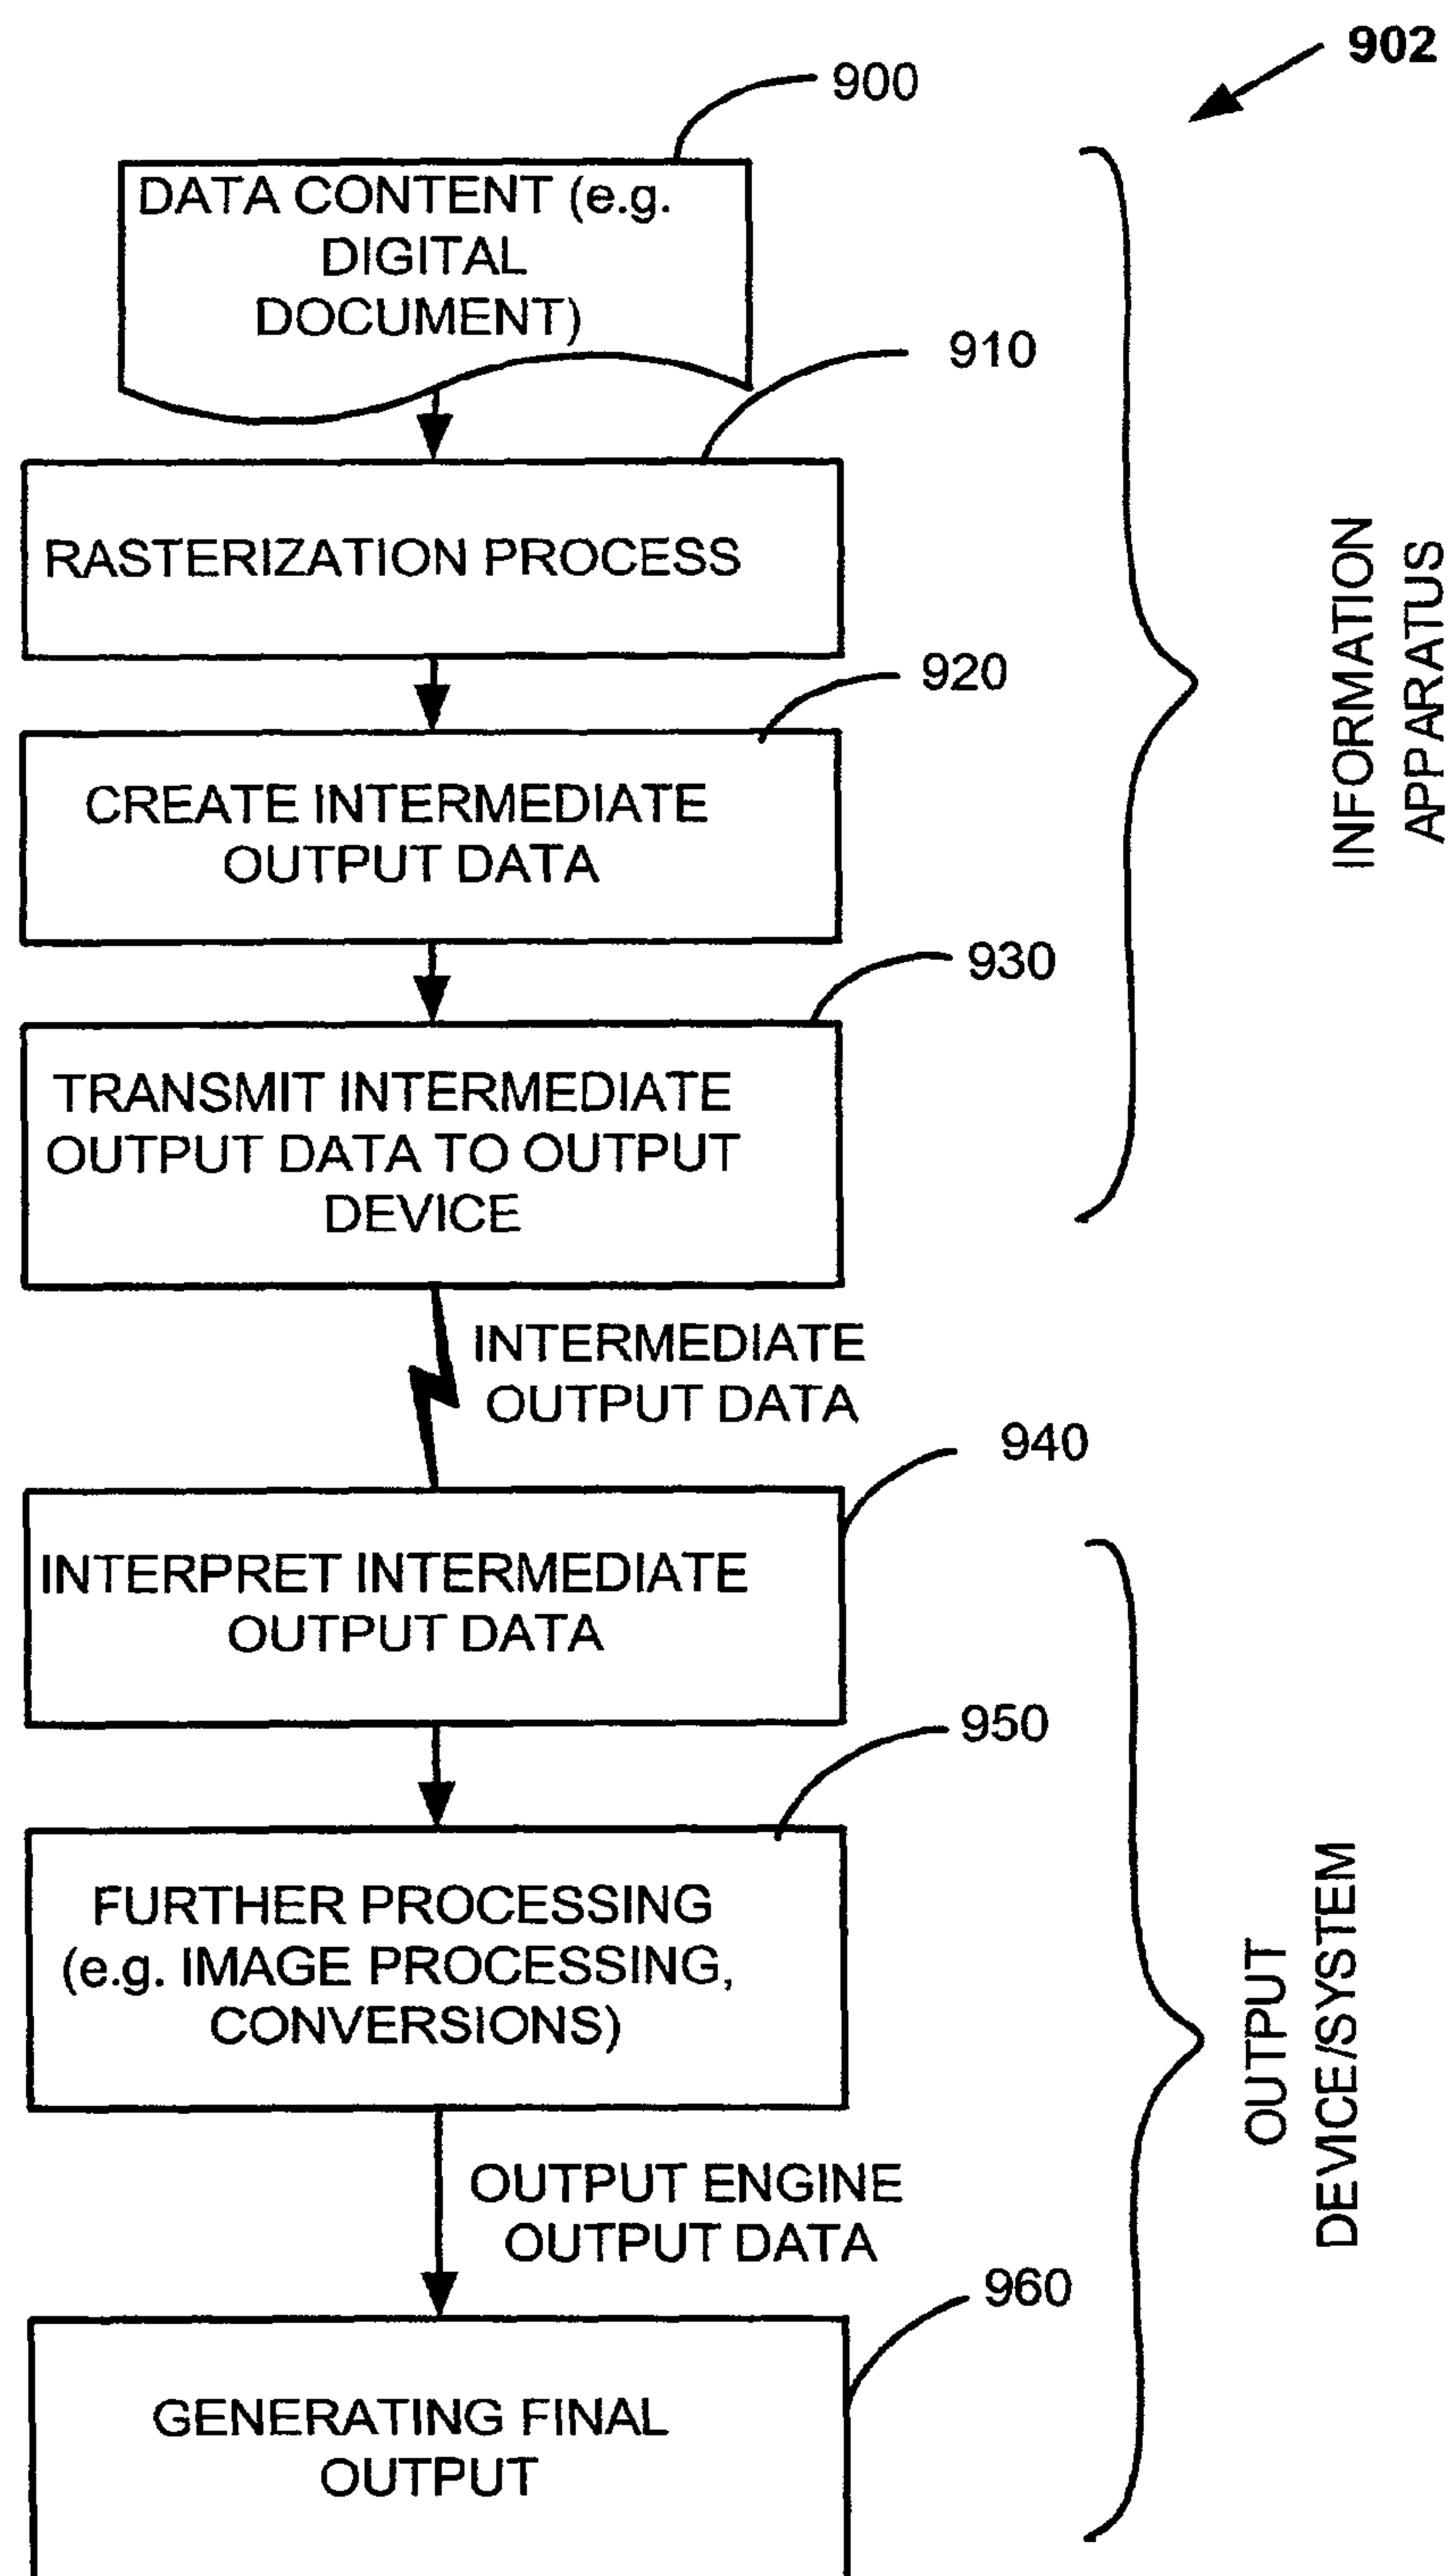 902
900
DATA CONTENT (e.g.
DIGITAL
DOCUMENT)
910
RASTERIZATION PROCESS
920
CREATE INTERMEDIATE
OUTPUT DATA
930
TRANSMIT INTERMEDIATE
OUTPUT DATA TO OUTPUT
DEVICE
INFORMATION
APPARATUS
INTERMEDIATE
OUTPUT DATA
940
INTERPRET INTERMEDIATE
OUTPUT DATA
950
FURTHER PROCESSING
(e.g. IMAGE PROCESSING,
CONVERSIONS)
OUTPUT ENGINE
OUTPUT DATA
960
GENERATING FINAL
OUTPUT
OUTPUT
DEVICE/SYSTEM